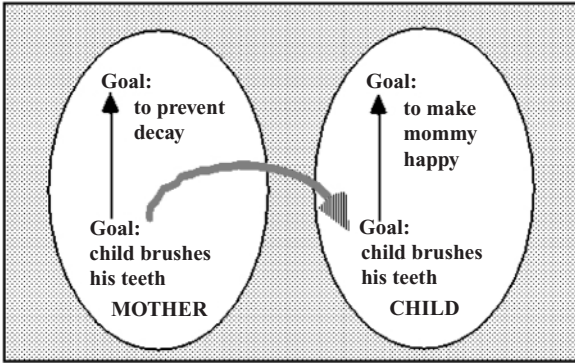 Goal:
to prevent
decay
Goal:
child brushes
his teeth
MOTHER
Goal:
to make
mommy
happy
Goal:
child brushes
his teeth
CHILD